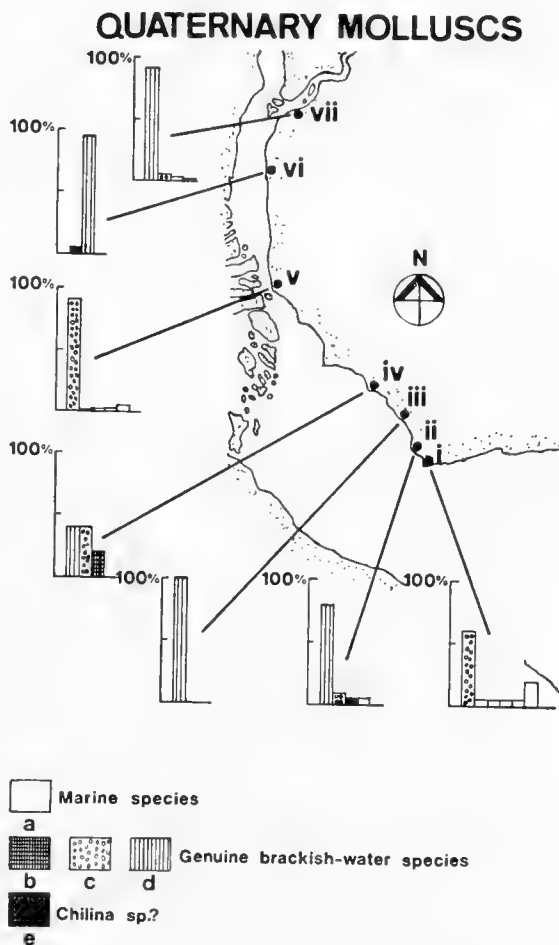 QUATERNARY MOLLUSCS
100%
vii
100%
vi
N
100%
v
iv
iii
100%
ii
i
100%
100%
100%
Marine species
a
Genuine brackish-water species
b c d
Chilina sp.?
e